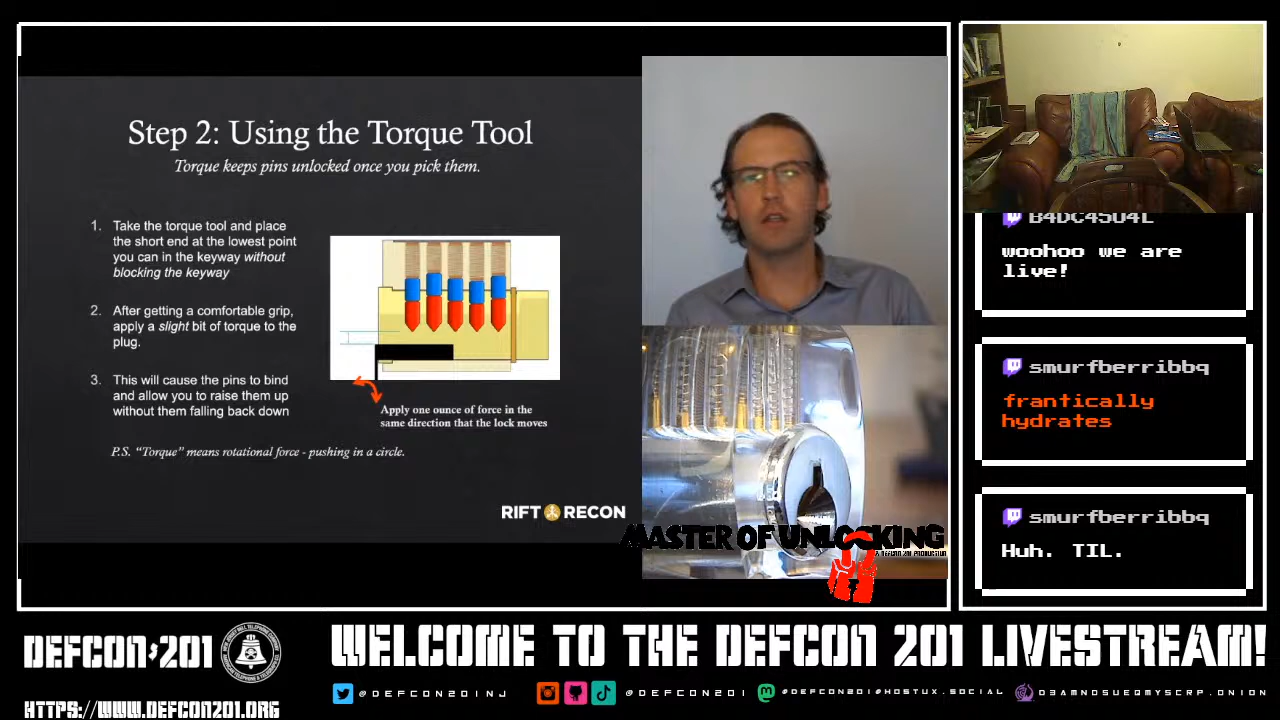 Step 2: Using the Torque Tool
Torque keeps pins unlocked once you pick them.
1. Take the torque tool and place
the short end at the lowest point
you can in the keyway without
blocking the keyway
2. After getting a comfortable grip,
apply a slight bit of torque to the
plug.
3. This will cause the pins to bind
and allow you to raise them up
without them falling back down
Apply one ounce of force in the
same direction that the lock moves
P.S. “Torque” means rotational force - pushing in a circle.
RIFT RECON
MASTER OF UNLOCKING
A DEFCON 201 PRODUCTION
B4DC45U4L
woohoo we are
live!
smurfberribbq
frantically
hydrates
smurfberribbq
Huh. TIL.
DEFCON 201
WELCOME TO THE DEFCON 201 LIVESTREAM!
HTTPS://WWW.DEFCON201.ORG
@DEFCON201NJ
@DEFCON201
@DEFCON201@HOSTUX.SOCIAL